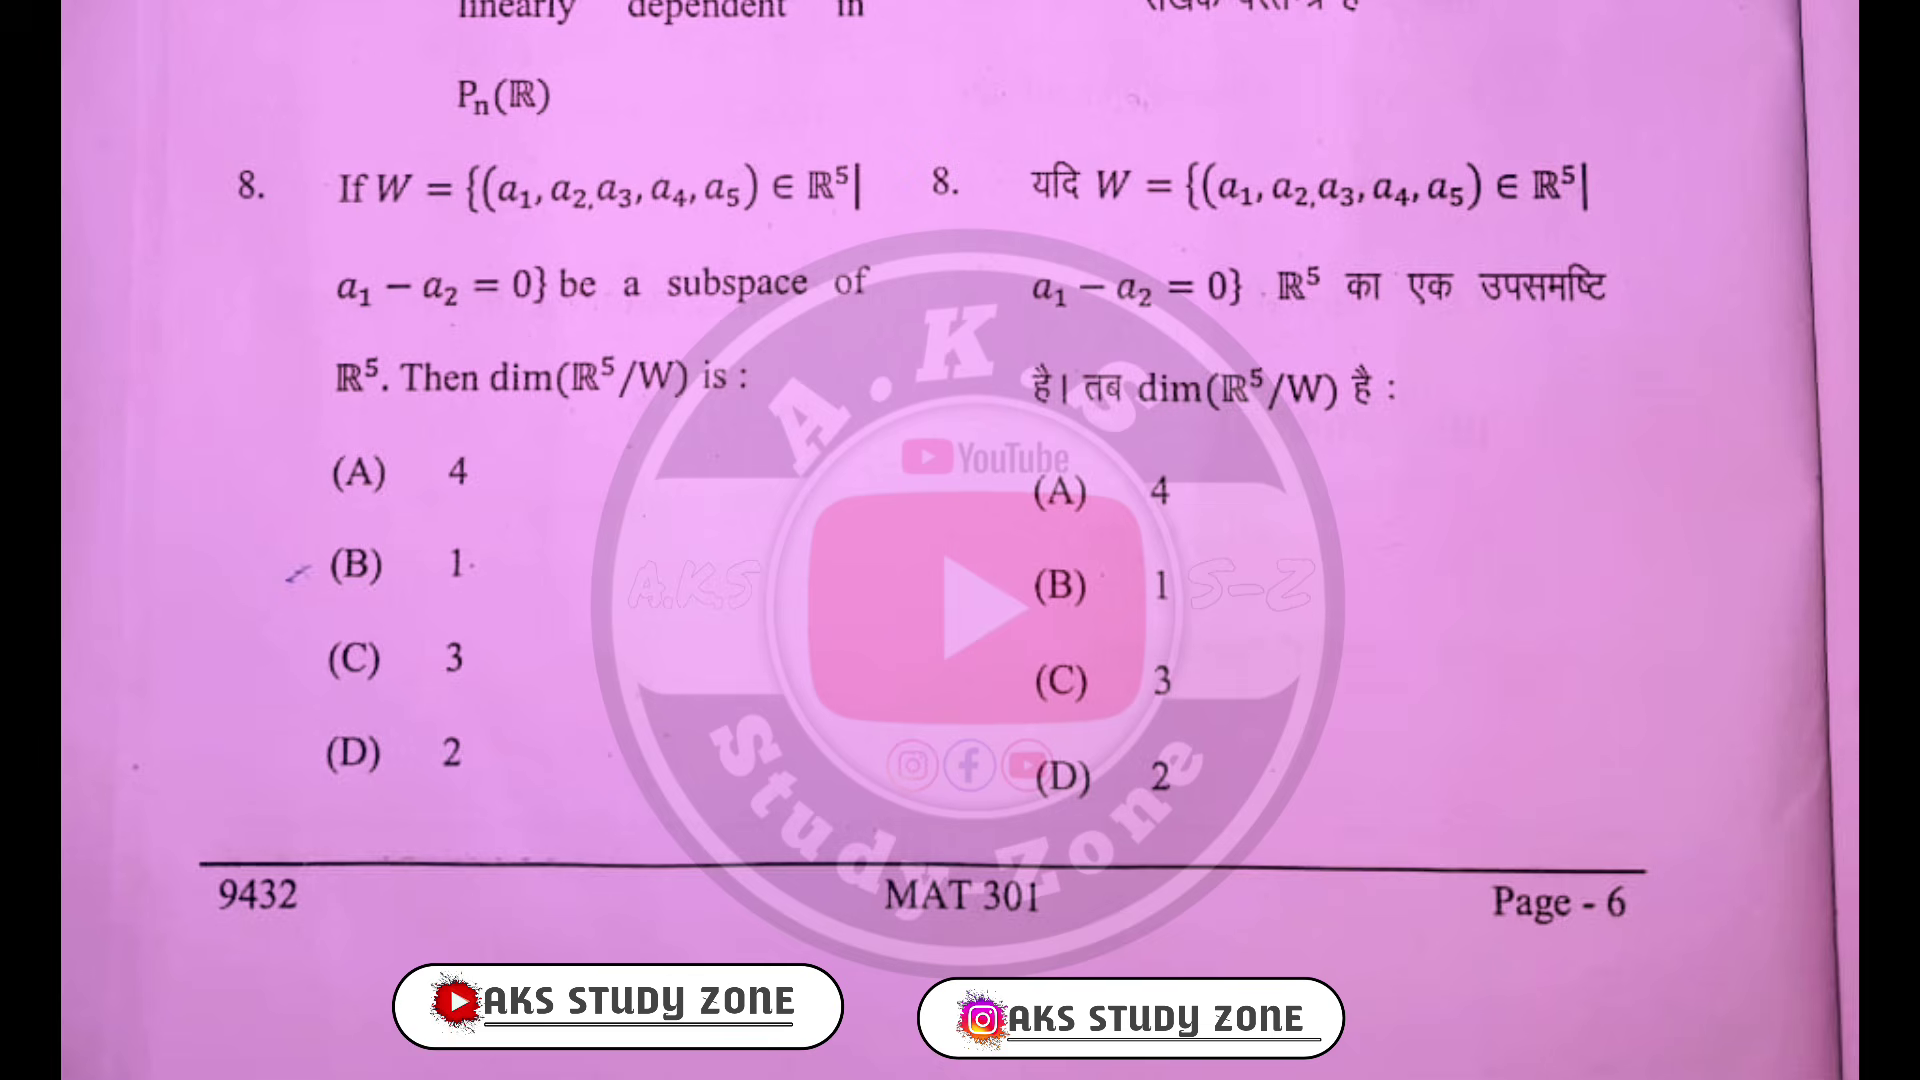 linearly dependent in
Pₙ(ℝ)
8. If W = {(a₁, a₂,a₃, a₄, a₅) ∈ ℝ⁵|
a₁ − a₂ = 0} be a subspace of
ℝ⁵. Then dim(ℝ⁵/W) is :
(A) 4
(B) 1
(C) 3
(D) 2
8. यदि W = {(a₁, a₂,a₃, a₄, a₅) ∈ ℝ⁵|
a₁ − a₂ = 0} ℝ⁵ का एक उपसमष्टि
है| तब dim(ℝ⁵/W) है :
(A) 4
(B) 1
(C) 3
(D) 2
A.K.S
YouTube
A.K.S
S-Z
Study-Zone
9432 MAT 301 Page - 6
AKS STUDY ZONE
AKS STUDY ZONE